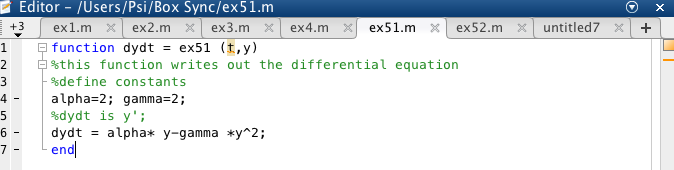 Editor - /Users/Psi/Box Sync/ex51.m
+3 ex1.m ex2.m ex3.m ex4.m ex51.m ex52.m untitled7
1 function dydt = ex51 (t,y)
2 %this function writes out the differential equation
3 %define constants
4 - alpha=2; gamma=2;
5 %dydt is y';
6 - dydt = alpha* y-gamma *y^2;
7 - end